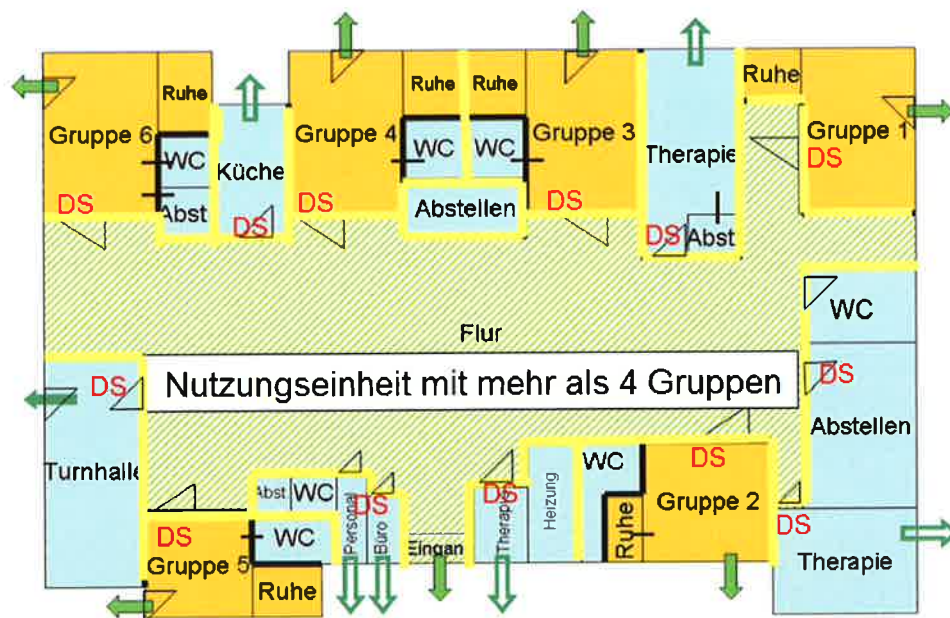 Ruhe
Ruhe
Ruhe
Ruhe
Gruppe 6
Gruppe 4
Gruppe 3
Gruppe 1
WC
WC
WC
Küche
Therapie
DS
Abst
DS
DS
Abstellen
DS
DS
Abst
DS
WC
Flur
Nutzungseinheit mit mehr als 4 Gruppen
DS
DS
Abstellen
Turnhalle
Abst
WC
Personal
Büro
DS
DS
Therapie
Heizung
WC
DS
Gruppe 2
Ruhe
DS
Gruppe 5
WC
Eingan
DS
Therapie
Ruhe